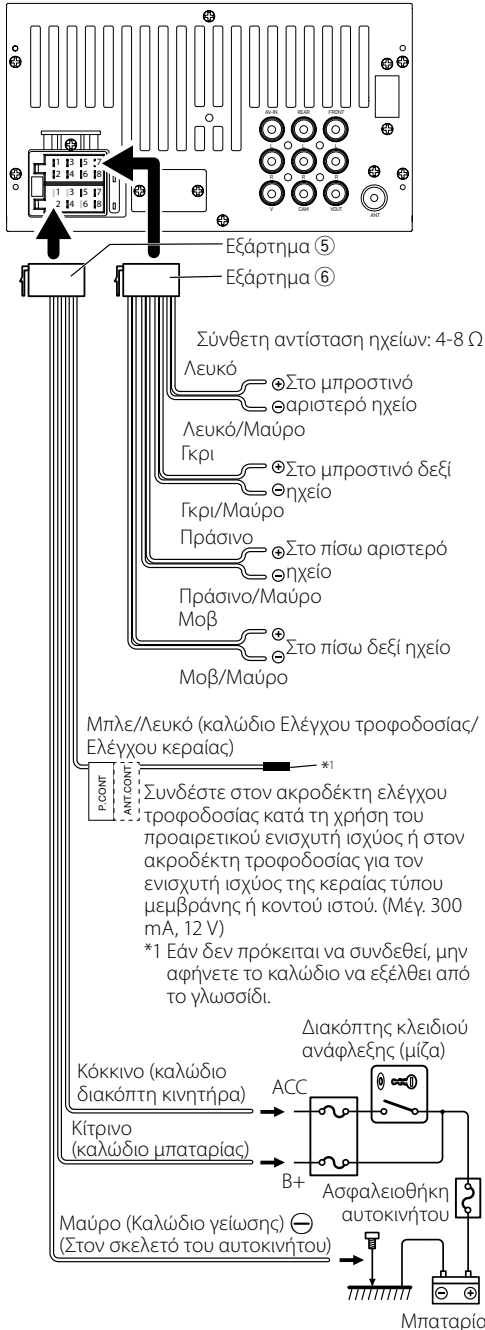 AV-IN REAR FRONT
L L L
R R R
V CAM VOUT
ANT
1 3 5 7
2 4 6 8
1 3 5 7
2 4 6 8
Εξάρτημα ⑤
Εξάρτημα ⑥
Σύνθετη αντίσταση ηχείων: 4-8 Ω
Λευκό
⊕Στο μπροστινό
⊖αριστερό ηχείο
Λευκό/Μαύρο
Γκρι
⊕Στο μπροστινό δεξί
⊖ηχείο
Γκρι/Μαύρο
Πράσινο
⊕Στο πίσω αριστερό
⊖ηχείο
Πράσινο/Μαύρο
Μοβ
⊕
⊖Στο πίσω δεξί ηχείο
Μοβ/Μαύρο
Μπλε/Λευκό (καλώδιο Ελέγχου τροφοδοσίας/
Ελέγχου κεραίας)
*1
P.CONT
ANT.CONT
Συνδέστε στον ακροδέκτη ελέγχου
τροφοδοσίας κατά τη χρήση του
προαιρετικού ενισχυτή ισχύος ή στον
ακροδέκτη τροφοδοσίας για τον
ενισχυτή ισχύος της κεραίας τύπου
μεμβράνης ή κοντού ιστού. (Μέγ. 300
mA, 12 V)
*1 Εάν δεν πρόκειται να συνδεθεί, μην
αφήνετε το καλώδιο να εξέλθει από
το γλωσσίδι.
Διακόπτης κλειδιού
ανάφλεξης (μίζα)
Κόκκινο (καλώδιο
διακόπτη κινητήρα)
ACC
Κίτρινο
(καλώδιο μπαταρίας)
B+
Ασφαλειοθήκη
αυτοκινήτου
Μαύρο (Καλώδιο γείωσης) ⊖
(Στον σκελετό του αυτοκινήτου)
⊖ ⊕
Μπαταρία